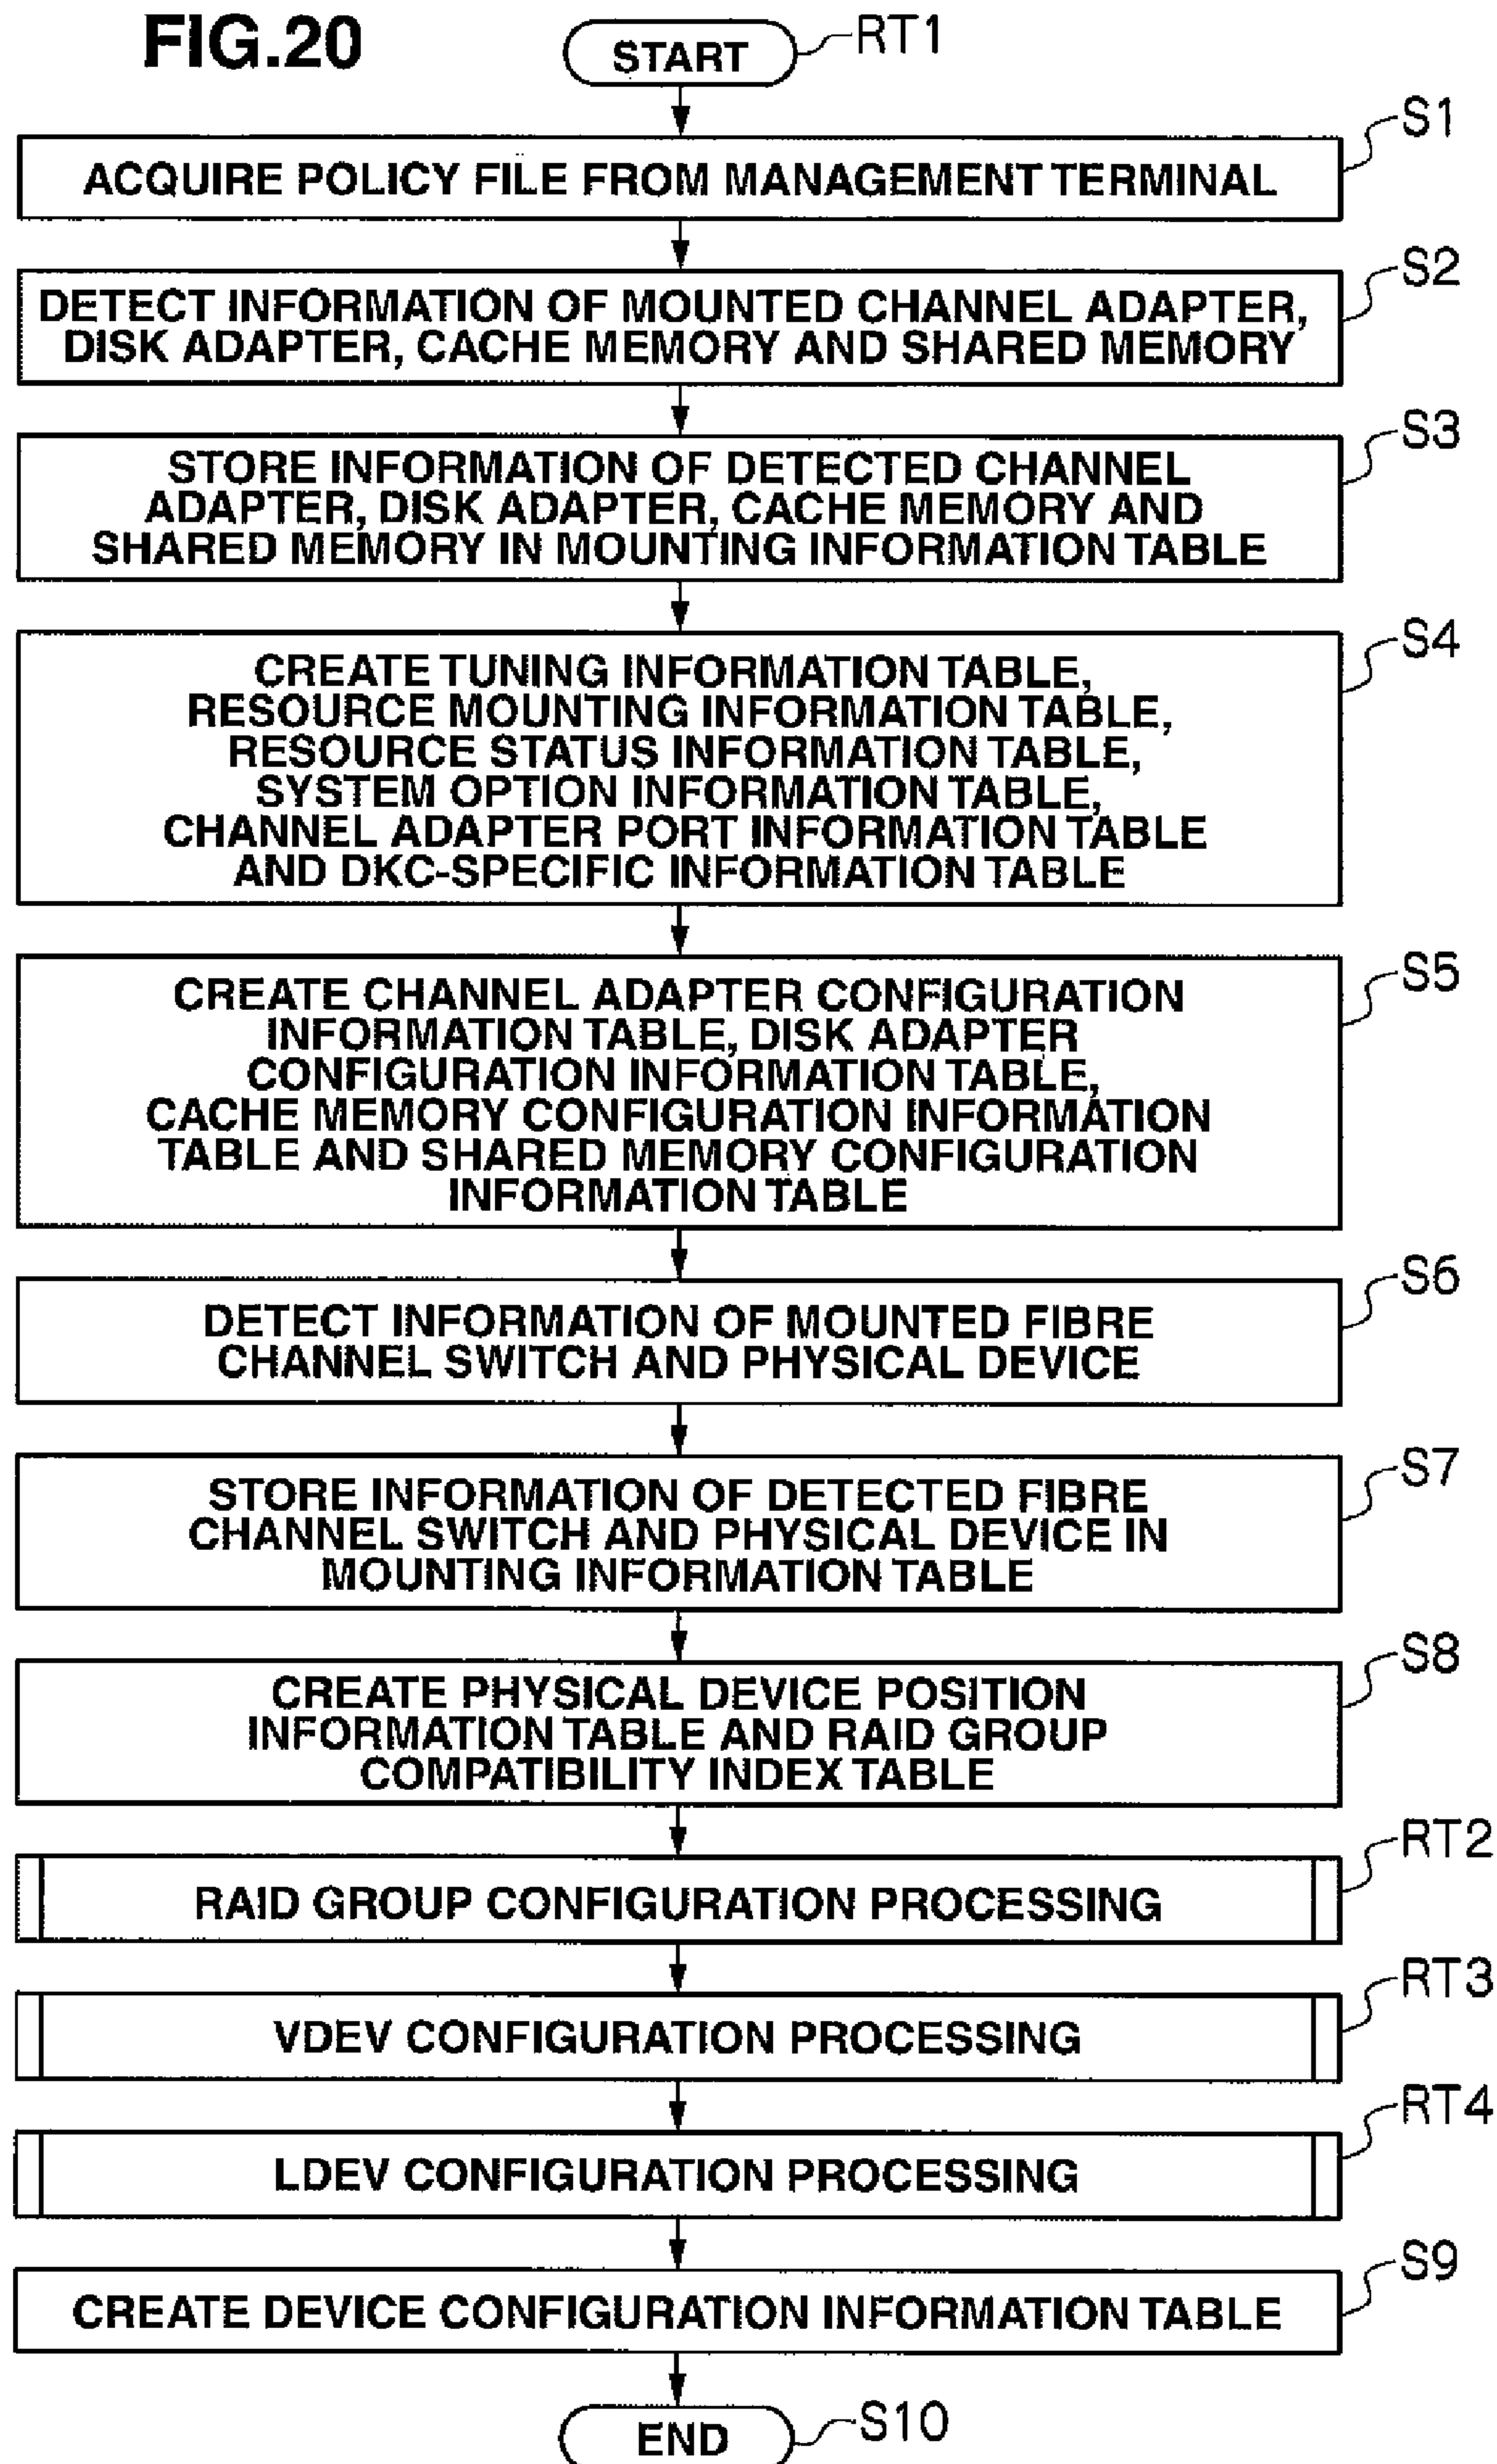 FIG.20
START
RT1
S1
ACQUIRE POLICY FILE FROM MANAGEMENT TERMINAL
S2
DETECT INFORMATION OF MOUNTED CHANNEL ADAPTER,
DISK ADAPTER, CACHE MEMORY AND SHARED MEMORY
S3
STORE INFORMATION OF DETECTED CHANNEL
ADAPTER, DISK ADAPTER, CACHE MEMORY AND
SHARED MEMORY IN MOUNTING INFORMATION TABLE
S4
CREATE TUNING INFORMATION TABLE,
RESOURCE MOUNTING INFORMATION TABLE,
RESOURCE STATUS INFORMATION TABLE,
SYSTEM OPTION INFORMATION TABLE,
CHANNEL ADAPTER PORT INFORMATION TABLE
AND DKC-SPECIFIC INFORMATION TABLE
S5
CREATE CHANNEL ADAPTER CONFIGURATION
INFORMATION TABLE, DISK ADAPTER
CONFIGURATION INFORMATION TABLE,
CACHE MEMORY CONFIGURATION INFORMATION
TABLE AND SHARED MEMORY CONFIGURATION
INFORMATION TABLE
S6
DETECT INFORMATION OF MOUNTED FIBRE
CHANNEL SWITCH AND PHYSICAL DEVICE
S7
STORE INFORMATION OF DETECTED FIBRE
CHANNEL SWITCH AND PHYSICAL DEVICE IN
MOUNTING INFORMATION TABLE
S8
CREATE PHYSICAL DEVICE POSITION
INFORMATION TABLE AND RAID GROUP
COMPATIBILITY INDEX TABLE
RT2
RAID GROUP CONFIGURATION PROCESSING
RT3
VDEV CONFIGURATION PROCESSING
RT4
LDEV CONFIGURATION PROCESSING
S9
CREATE DEVICE CONFIGURATION INFORMATION TABLE
END
S10